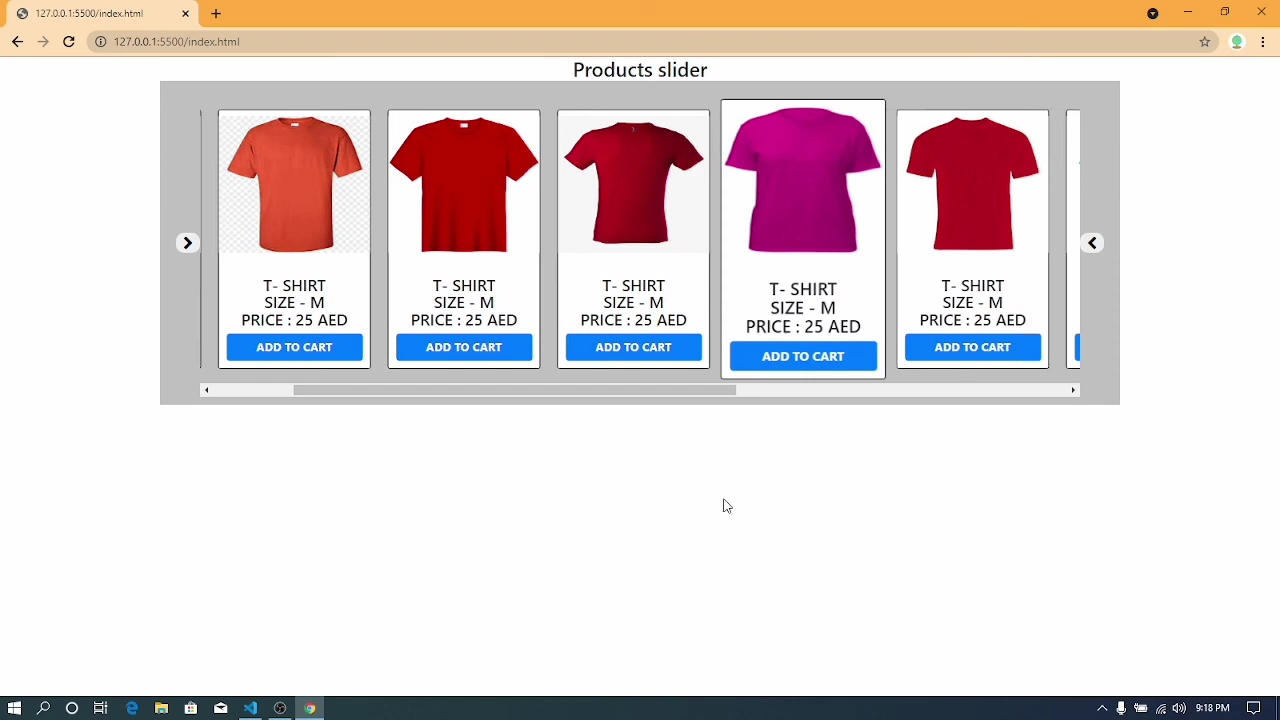 127.0.0.1:5500/index.html
127.0.0.1:5500/index.html
Products slider
T- SHIRT
SIZE - M
PRICE : 25 AED
ADD TO CART
T- SHIRT
SIZE - M
PRICE : 25 AED
ADD TO CART
T- SHIRT
SIZE - M
PRICE : 25 AED
ADD TO CART
T- SHIRT
SIZE - M
PRICE : 25 AED
ADD TO CART
T- SHIRT
SIZE - M
PRICE : 25 AED
ADD TO CART
9:18 PM